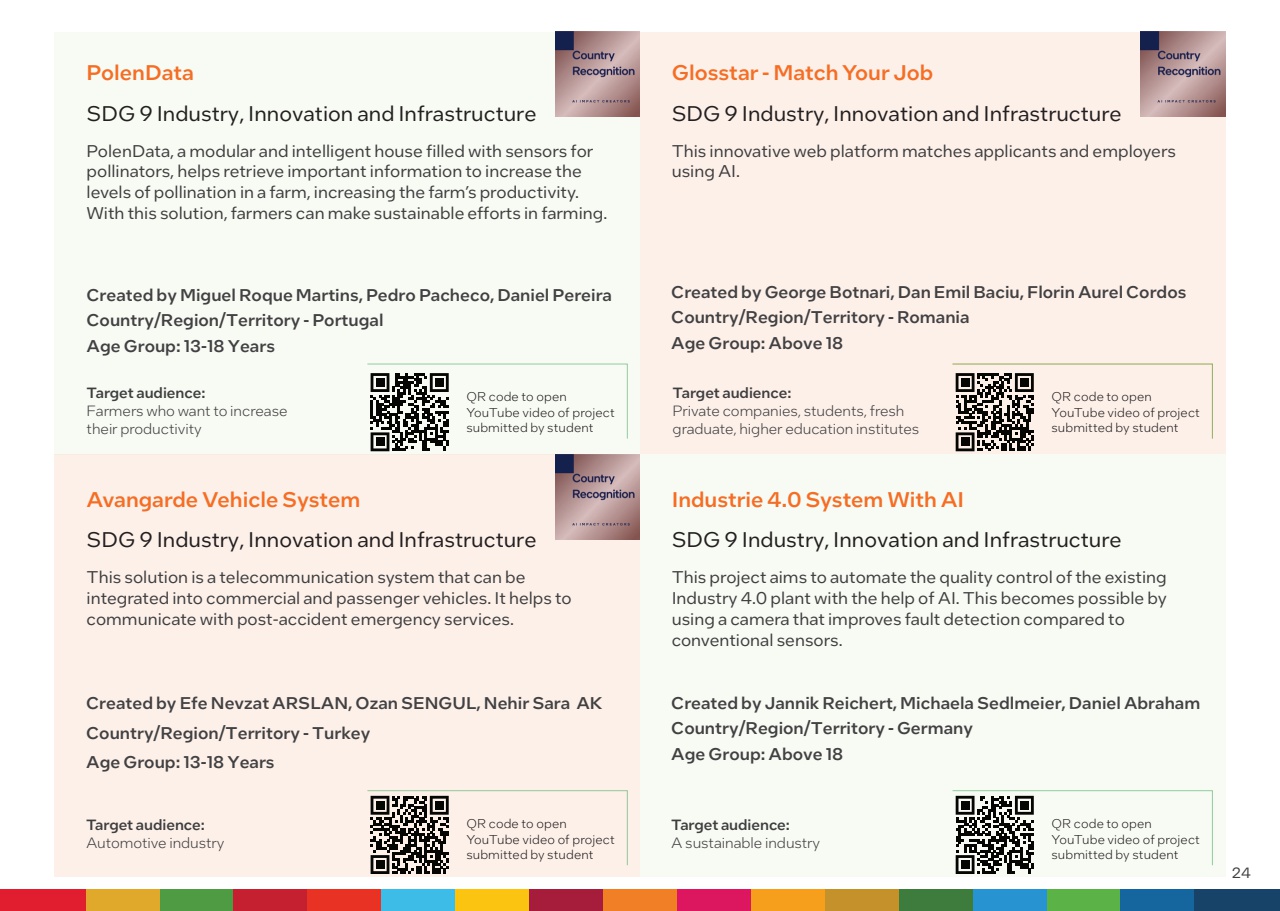 PolenData
Country
Recognition
AI IMPACT CREATORS
SDG 9 Industry, Innovation and Infrastructure
PolenData, a modular and intelligent house filled with sensors for
pollinators, helps retrieve important information to increase the
levels of pollination in a farm, increasing the farm's productivity.
With this solution, farmers can make sustainable efforts in farming.
Created by Miguel Roque Martins, Pedro Pacheco, Daniel Pereira
Country/Region/Territory - Portugal
Age Group: 13-18 Years
Target audience:
Farmers who want to increase
their productivity
QR code to open
YouTube video of project
submitted by student
Glosstar - Match Your Job
Country
Recognition
AI IMPACT CREATORS
SDG 9 Industry, Innovation and Infrastructure
This innovative web platform matches applicants and employers
using AI.
Created by George Botnari, Dan Emil Baciu, Florin Aurel Cordos
Country/Region/Territory - Romania
Age Group: Above 18
Target audience:
Private companies, students, fresh
graduate, higher education institutes
QR code to open
YouTube video of project
submitted by student
Avangarde Vehicle System
Country
Recognition
AI IMPACT CREATORS
SDG 9 Industry, Innovation and Infrastructure
This solution is a telecommunication system that can be
integrated into commercial and passenger vehicles. It helps to
communicate with post-accident emergency services.
Created by Efe Nevzat ARSLAN, Ozan SENGUL, Nehir Sara  AK
Country/Region/Territory - Turkey
Age Group: 13-18 Years
Target audience:
Automotive industry
QR code to open
YouTube video of project
submitted by student
Industrie 4.0 System With AI
SDG 9 Industry, Innovation and Infrastructure
This project aims to automate the quality control of the existing
Industry 4.0 plant with the help of AI. This becomes possible by
using a camera that improves fault detection compared to
conventional sensors.
Created by Jannik Reichert, Michaela Sedlmeier, Daniel Abraham
Country/Region/Territory - Germany
Age Group: Above 18
Target audience:
A sustainable industry
QR code to open
YouTube video of project
submitted by student
24